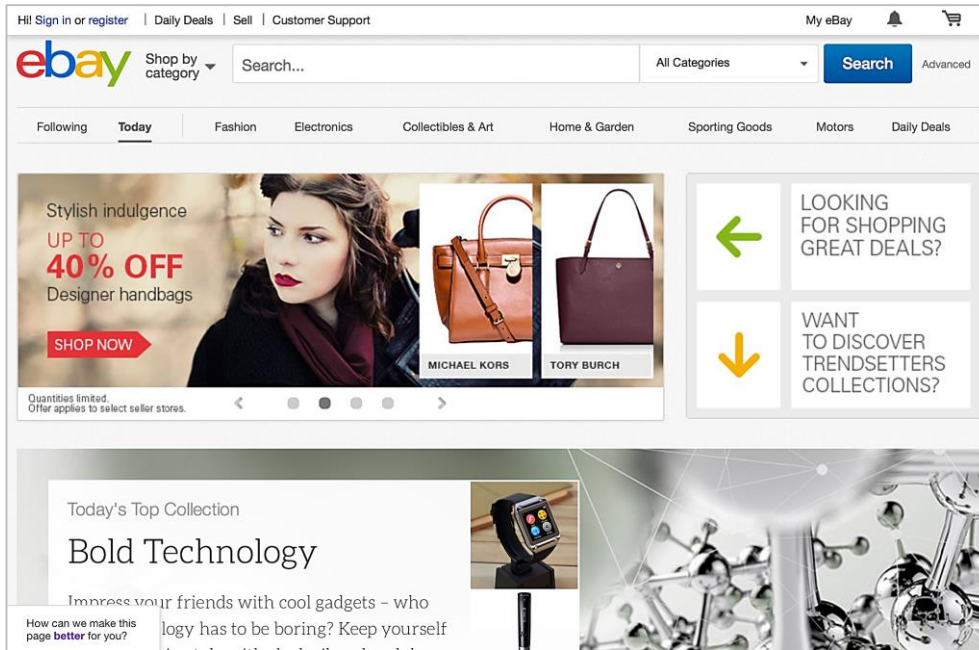 Hi! Sign in or register | Daily Deals | Sell | Customer Support My eBay
ebay
Shop by
category
Search...
All Categories
Search
Advanced
Following Today Fashion Electronics Collectibles & Art Home & Garden Sporting Goods Motors Daily Deals
Stylish indulgence
UP TO
40% OFF
Designer handbags
SHOP NOW
MICHAEL KORS
TORY BURCH
Quantities limited.
Offer applies to select seller stores.
LOOKING
FOR SHOPPING
GREAT DEALS?
WANT
TO DISCOVER
TRENDSETTERS
COLLECTIONS?
Today's Top Collection
Bold Technology
Impress your friends with cool gadgets – who
logy has to be boring? Keep yourself
How can we make this
page better for you?